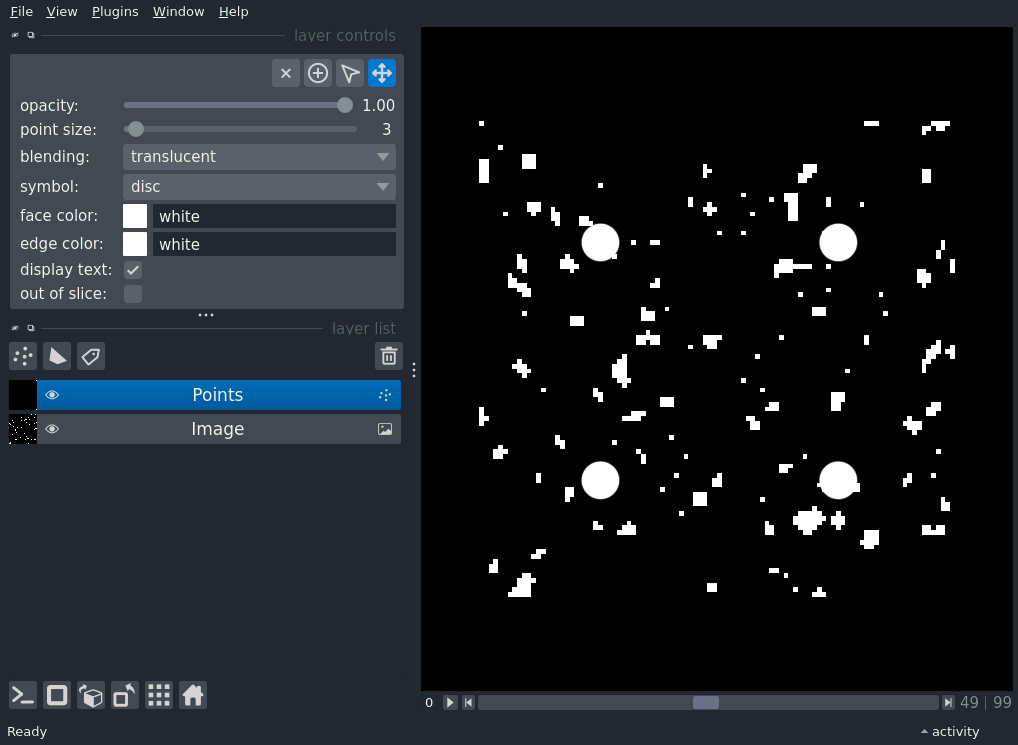 File View Plugins Window Help
layer controls
opacity: 1.00
point size: 3
blending: translucent
symbol: disc
face color: white
edge color: white
display text:
out of slice:
layer list
Points
Image
0 49 | 99
Ready activity